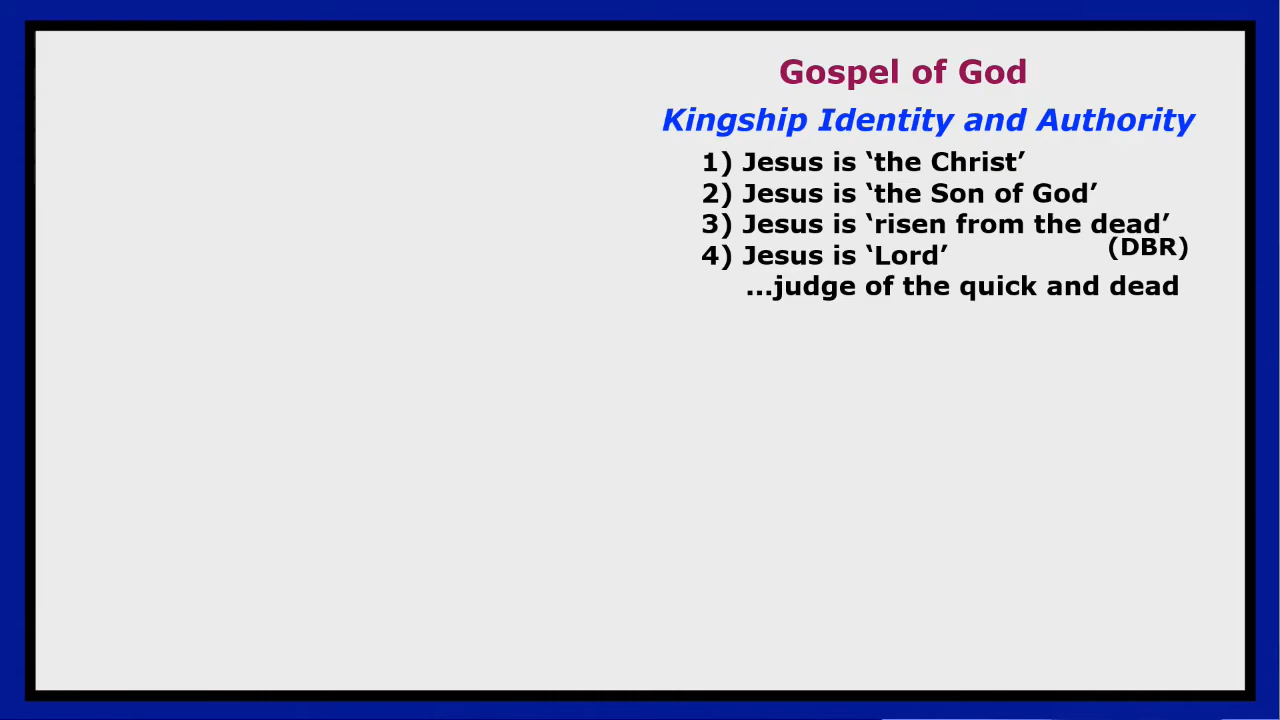 Gospel of God
Kingship Identity and Authority
1) Jesus is ‘the Christ’
2) Jesus is ‘the Son of God’
3) Jesus is ‘risen from the dead’
(DBR)
4) Jesus is ‘Lord’
...judge of the quick and dead